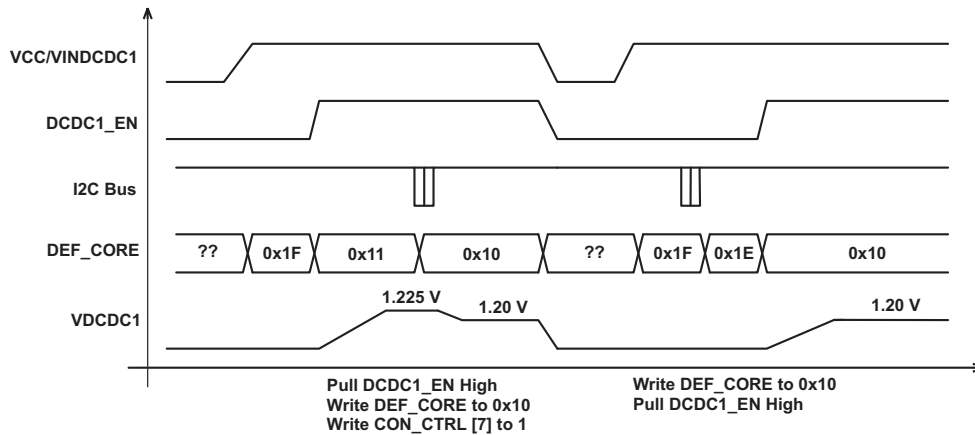 VCC/VINDCDC1
DCDC1_EN
I2C Bus
DEF_CORE
?? 0x1F 0x11 0x10 ?? 0x1F 0x1E 0x10
VDCDC1
1.225 V 1.20 V 1.20 V
Pull DCDC1_EN High
Write DEF_CORE to 0x10
Write CON_CTRL [7] to 1
Write DEF_CORE to 0x10
Pull DCDC1_EN High